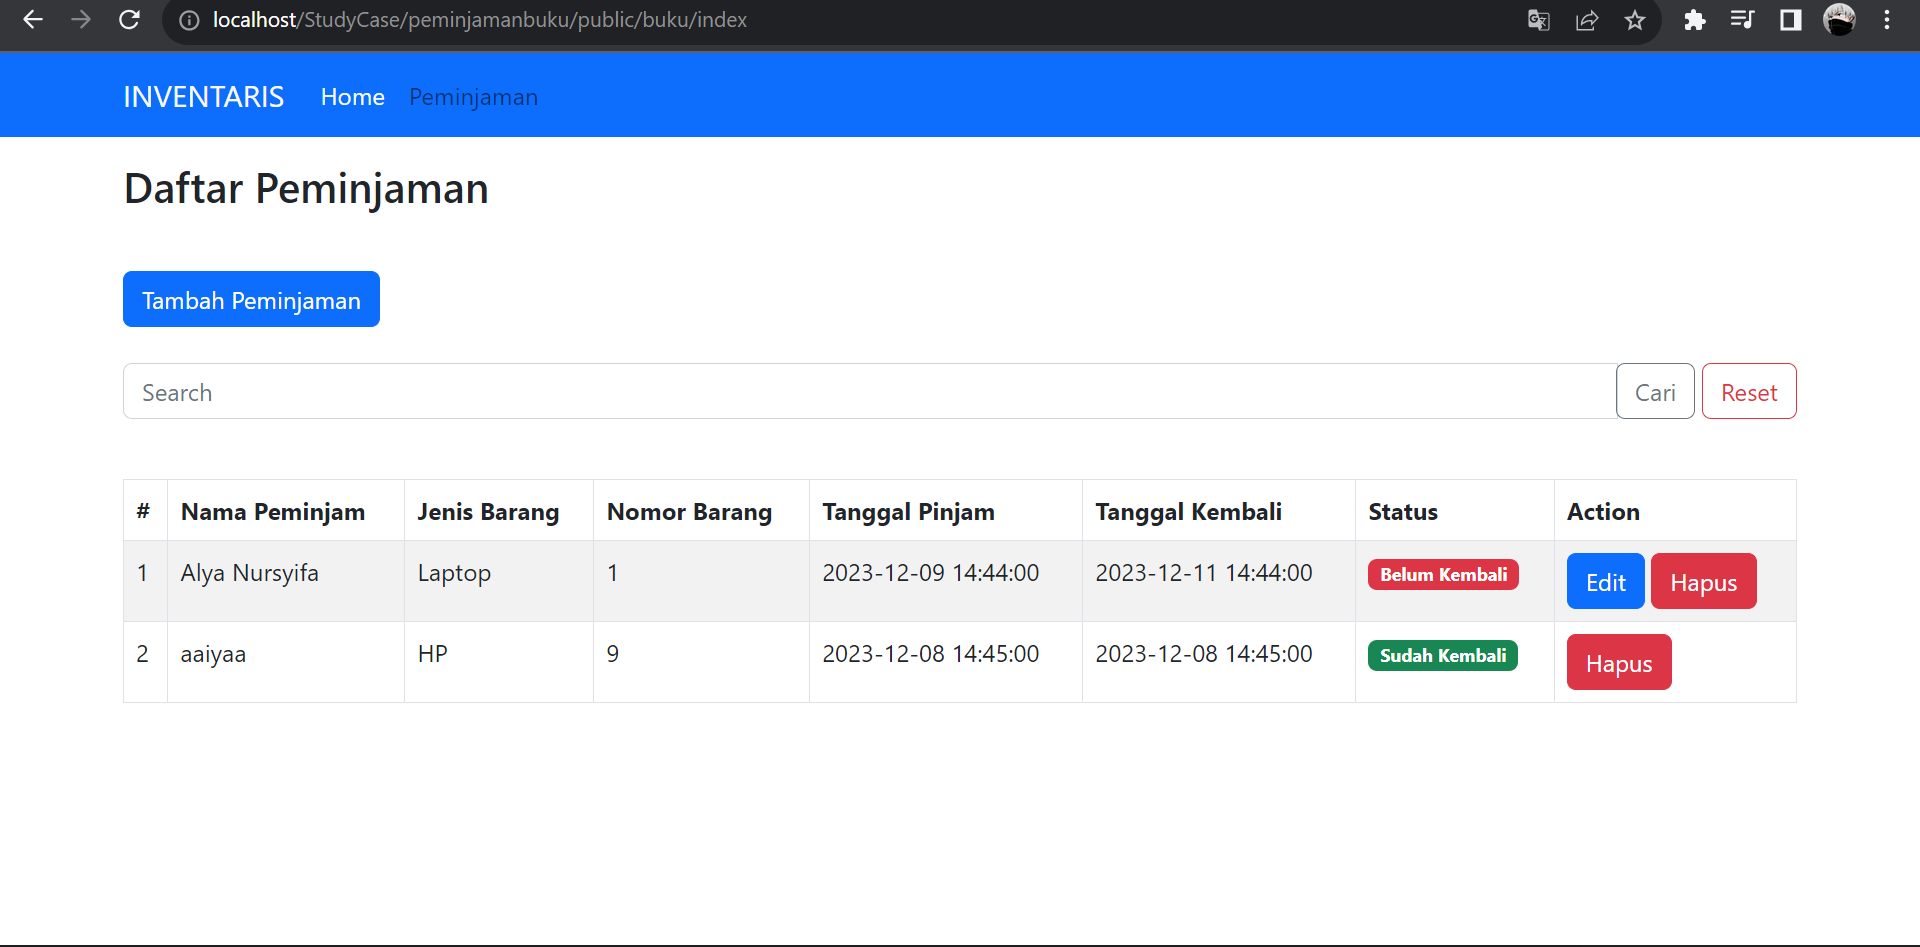 localhost/StudyCase/peminjamanbuku/public/buku/index
INVENTARIS Home Peminjaman
Daftar Peminjaman
Tambah Peminjaman
Search Cari Reset
# Nama Peminjam Jenis Barang Nomor Barang Tanggal Pinjam Tanggal Kembali Status Action
1 Alya Nursyifa Laptop 1 2023-12-09 14:44:00 2023-12-11 14:44:00 Belum Kembali Edit Hapus
2 aaiyaa HP 9 2023-12-08 14:45:00 2023-12-08 14:45:00 Sudah Kembali Hapus